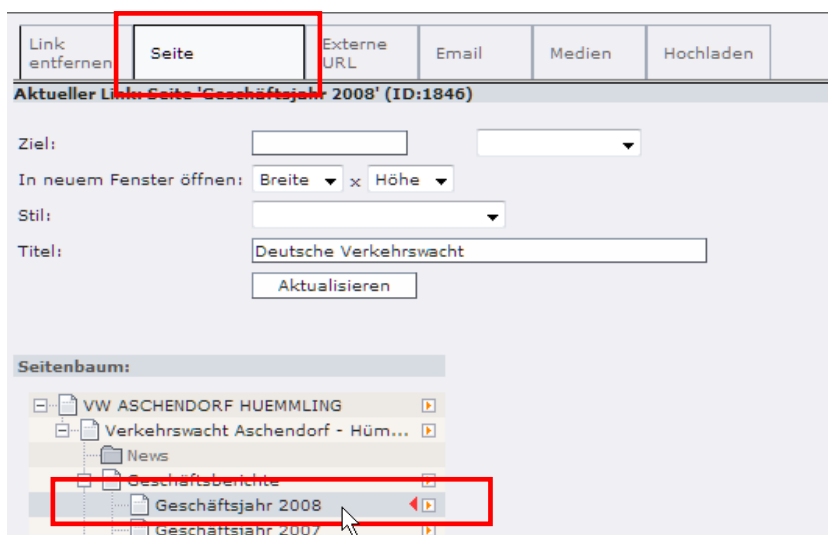 Link entfernen Seite Externe URL Email Medien Hochladen
Aktueller Link: Seite 'Geschäftsjahr 2008' (ID:1846)
Ziel:
In neuem Fenster öffnen: Breite x Höhe
Stil:
Titel: Deutsche Verkehrswacht
Aktualisieren
Seitenbaum:
VW ASCHENDORF HUEMMLING
Verkehrswacht Aschendorf - Hüm...
News
Geschäftsberichte
Geschäftsjahr 2008
Geschäftsjahr 2007